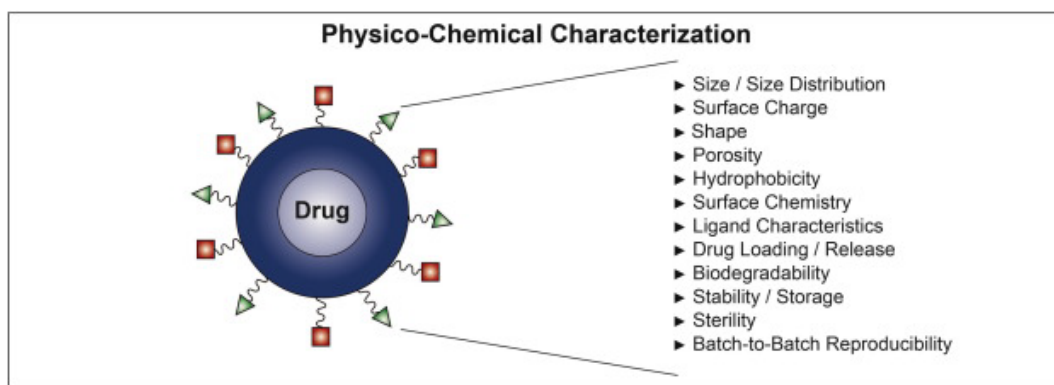 Physico-Chemical Characterization
Drug
► Size / Size Distribution
► Surface Charge
► Shape
► Porosity
► Hydrophobicity
► Surface Chemistry
► Ligand Characteristics
► Drug Loading / Release
► Biodegradability
► Stability / Storage
► Sterility
► Batch-to-Batch Reproducibility